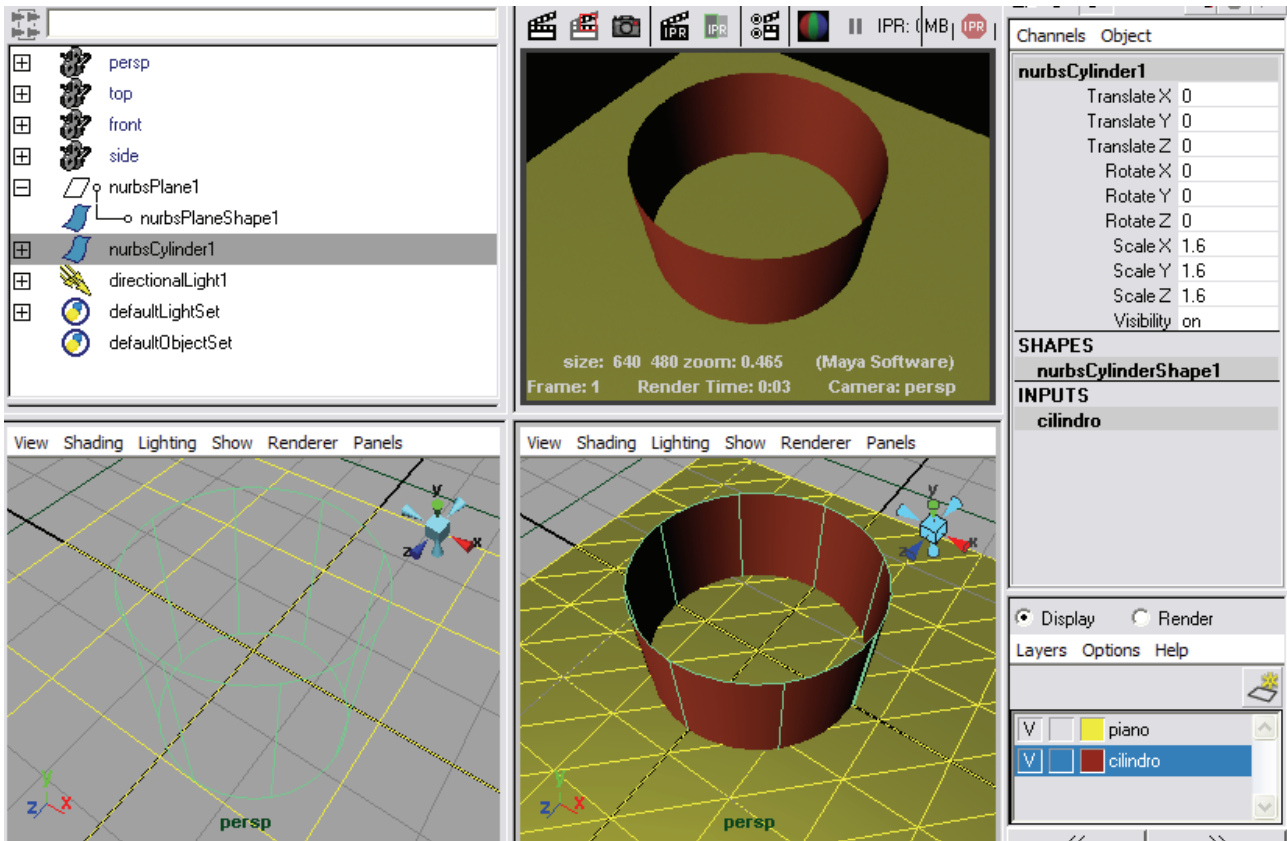 persp
top
front
side
nurbsPlane1
nurbsPlaneShape1
nurbsCylinder1
directionalLight1
defaultLightSet
defaultObjectSet
IPR
IPR
IPR: 0MB
IPR
size: 640 480 zoom: 0.465 (Maya Software)
Frame: 1 Render Time: 0:03 Camera: persp
Channels Object
nurbsCylinder1
Translate X 0
Translate Y 0
Translate Z 0
Rotate X 0
Rotate Y 0
Rotate Z 0
Scale X 1.6
Scale Y 1.6
Scale Z 1.6
Visibility on
SHAPES
nurbsCylinderShape1
INPUTS
cilindro
View Shading Lighting Show Renderer Panels
y
z x
y
z x
persp
View Shading Lighting Show Renderer Panels
y
z x
y
z x
persp
Display Render
Layers Options Help
V piano
V cilindro